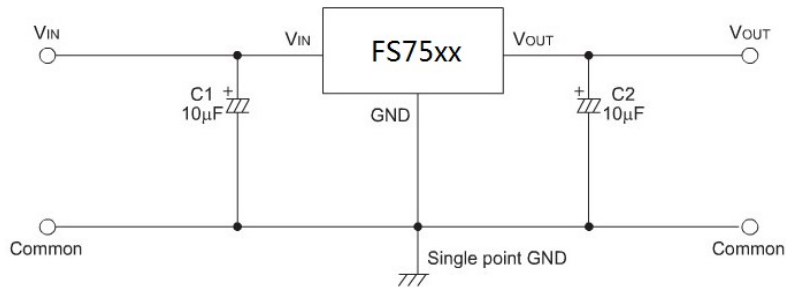 VIN
VIN
FS75xx
VOUT
VOUT
C1 +
10μF
GND
+ C2
10μF
Common
Single point GND
Common